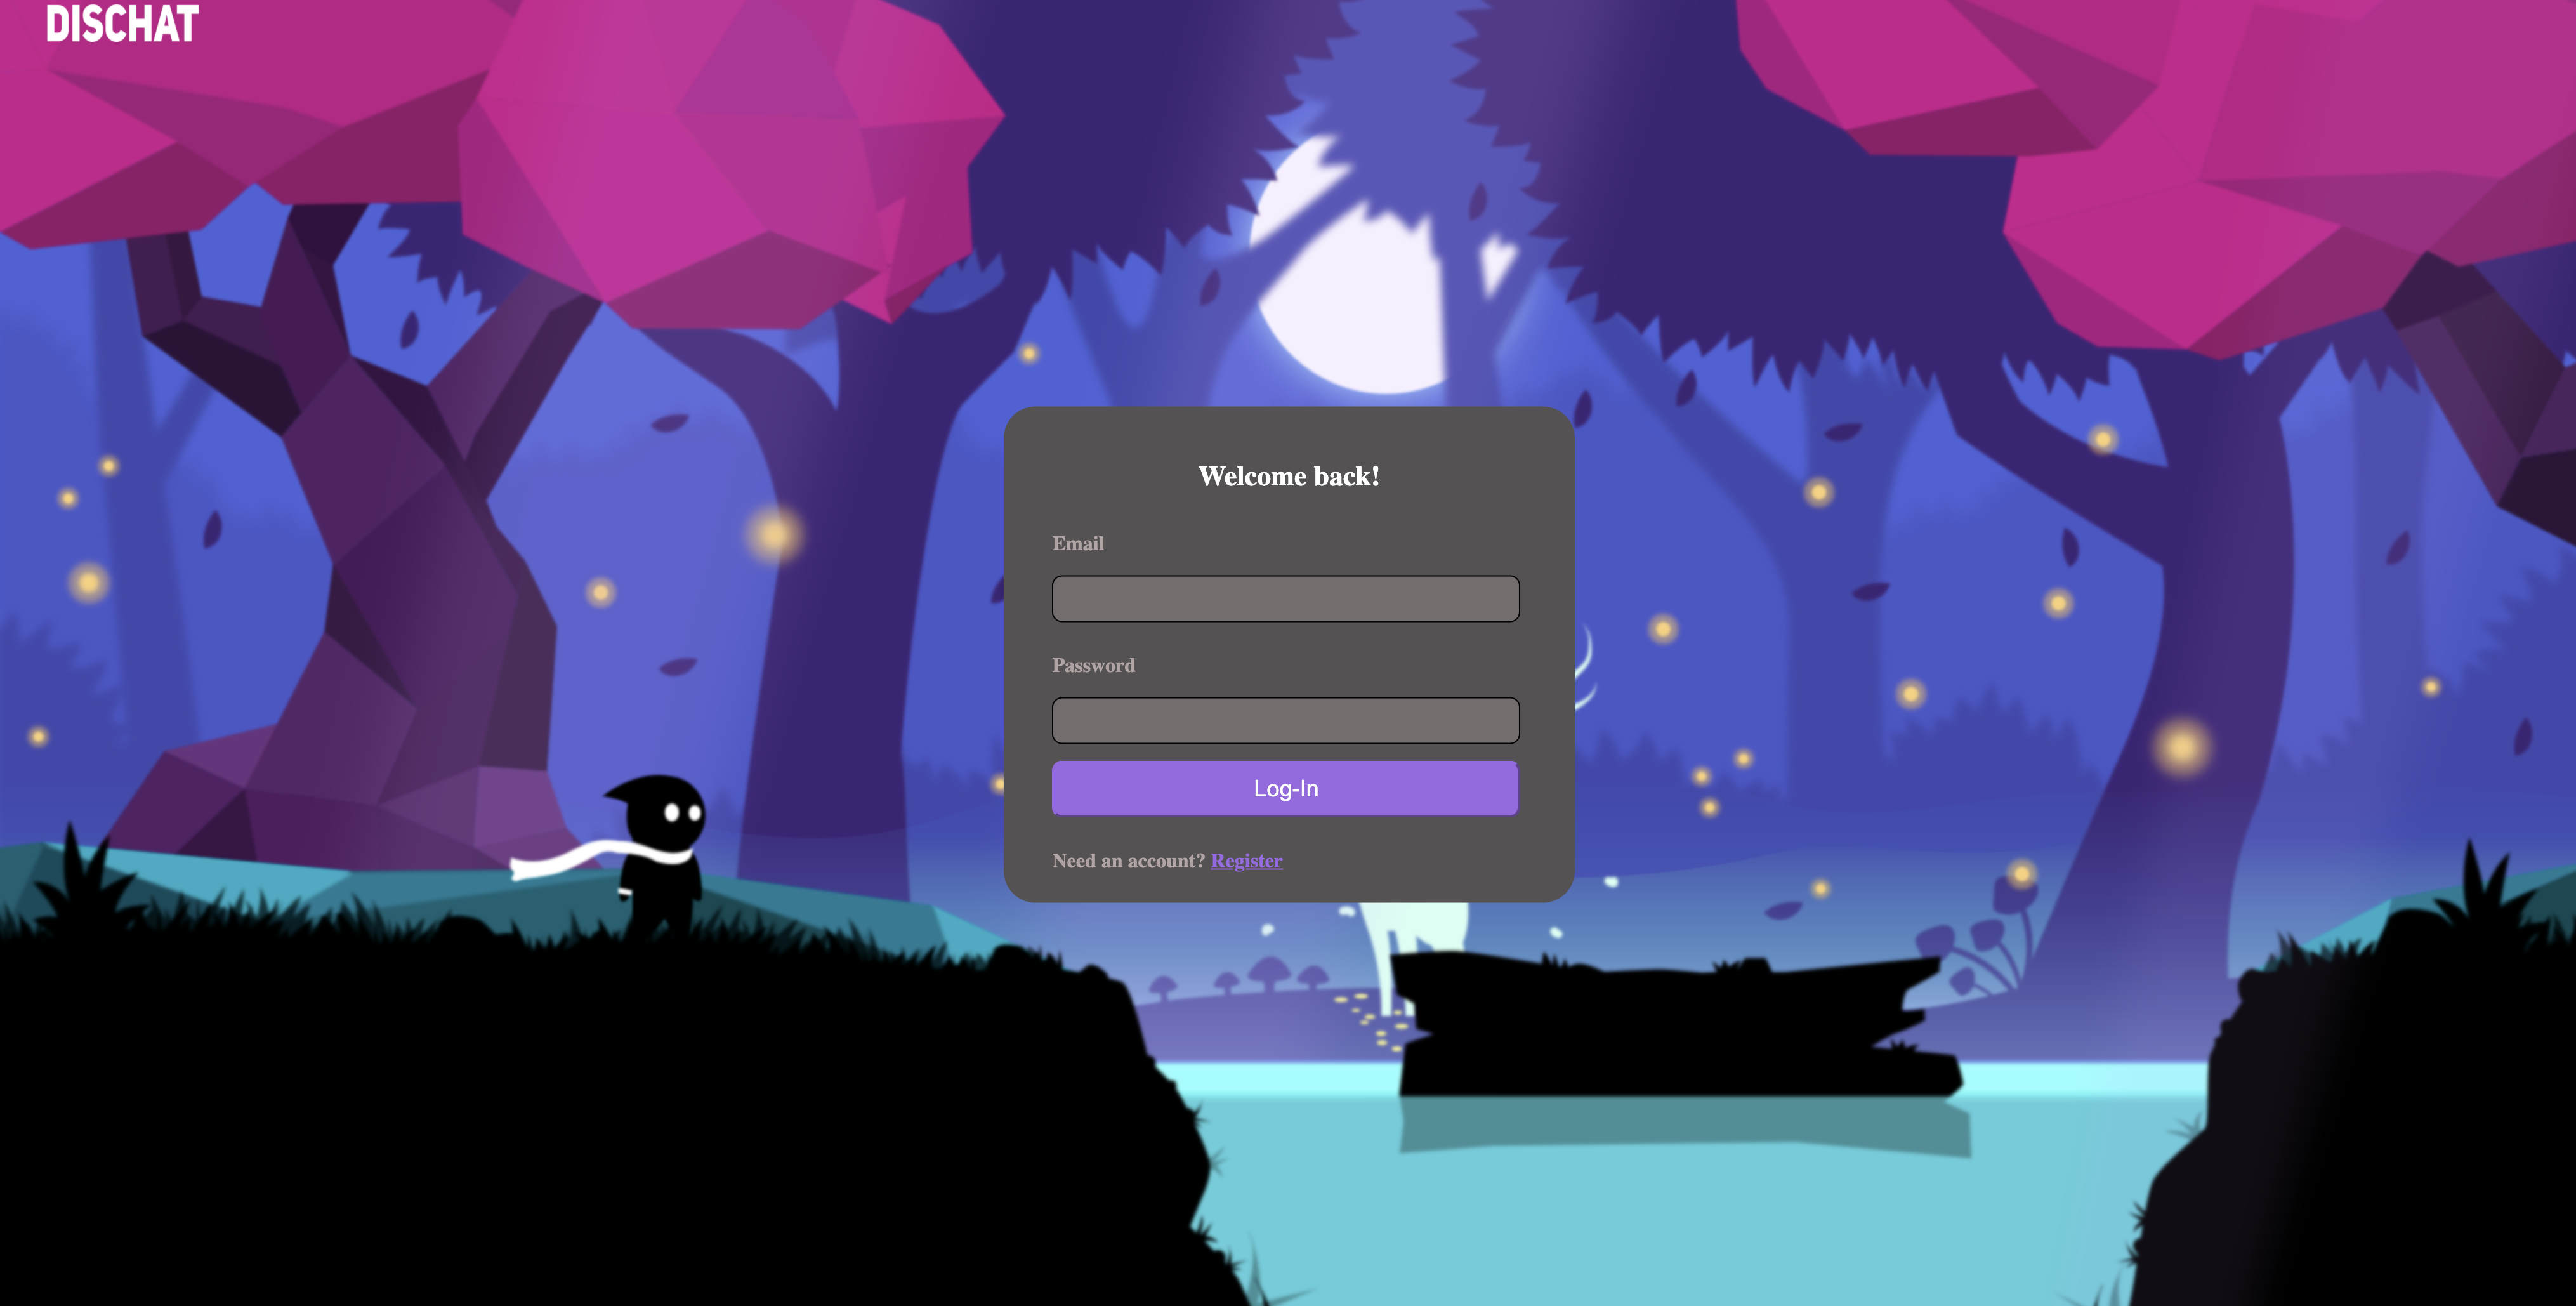 DISCHAT
Welcome back!
Email
Password
Log-In
Need an account? Register